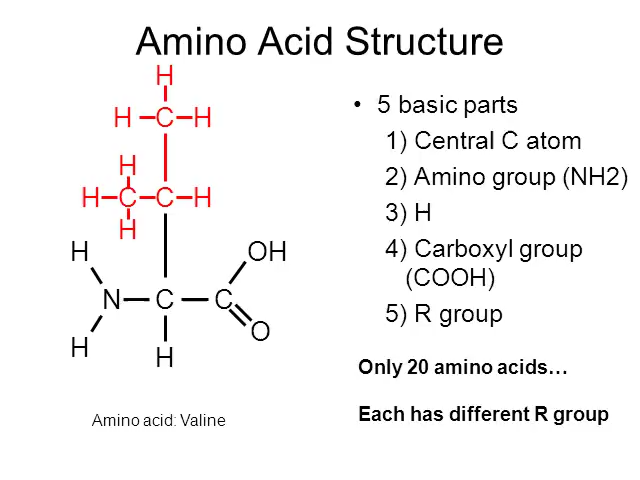 Amino Acid Structure
H
H C H
H
H C C H
H
H OH
N C C
O
H
H
Amino acid: Valine
• 5 basic parts
1) Central C atom
2) Amino group (NH2)
3) H
4) Carboxyl group
(COOH)
5) R group
Only 20 amino acids…
Each has different R group